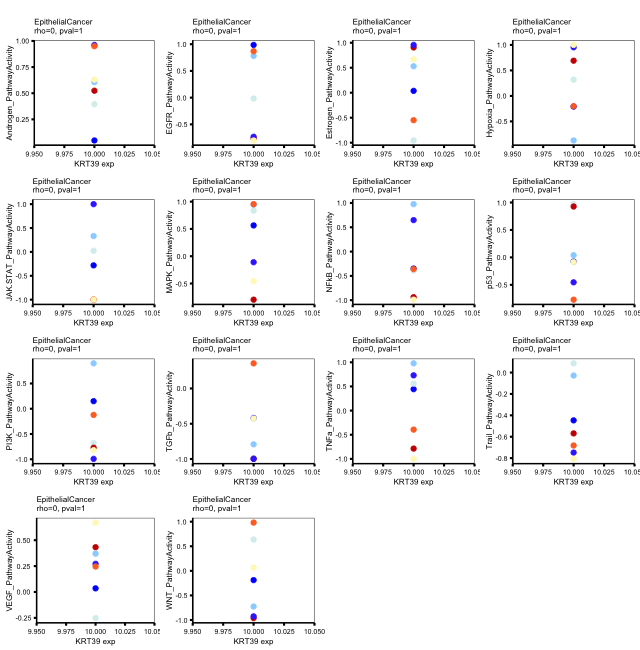 EpithelialCancer
rho=0, pval=1
Androgen_PathwayActivity
1.00
0.75
0.50
0.25
9.950 9.975 10.000 10.025 10.05
KRT39 exp
EpithelialCancer
rho=0, pval=1
EGFR_PathwayActivity
1.0
0.5
0.0
-0.5
9.950 9.975 10.000 10.025 10.05
KRT39 exp
EpithelialCancer
rho=0, pval=1
Estrogen_PathwayActivity
1.0
0.5
0.0
-0.5
-1.0
9.950 9.975 10.000 10.025 10.05
KRT39 exp
EpithelialCancer
rho=0, pval=1
Hypoxia_PathwayActivity
1.0
0.5
0.0
-0.5
9.950 9.975 10.000 10.025 10.050
KRT39 exp
EpithelialCancer
rho=0, pval=1
JAK.STAT_PathwayActivity
1.0
0.5
0.0
-0.5
-1.0
9.950 9.975 10.000 10.025 10.05
KRT39 exp
EpithelialCancer
rho=0, pval=1
MAPK_PathwayActivity
1.0
0.5
0.0
-0.5
9.950 9.975 10.000 10.025 10.05
KRT39 exp
EpithelialCancer
rho=0, pval=1
NFkB_PathwayActivity
1.0
0.5
0.0
-0.5
-1.0
9.950 9.975 10.000 10.025 10.05
KRT39 exp
EpithelialCancer
rho=0, pval=1
p53_PathwayActivity
1.0
0.5
0.0
-0.5
9.950 9.975 10.000 10.025 10.050
KRT39 exp
EpithelialCancer
rho=0, pval=1
PI3K_PathwayActivity
0.5
0.0
-0.5
-1.0
9.950 9.975 10.000 10.025 10.05
KRT39 exp
EpithelialCancer
rho=0, pval=1
TGFb_PathwayActivity
0.0
-0.5
-1.0
9.950 9.975 10.000 10.025 10.05
KRT39 exp
EpithelialCancer
rho=0, pval=1
TNFa_PathwayActivity
1.0
0.5
0.0
-0.5
-1.0
9.950 9.975 10.000 10.025 10.05
KRT39 exp
EpithelialCancer
rho=0, pval=1
Trail_PathwayActivity
0.0
-0.2
-0.4
-0.6
-0.8
9.950 9.975 10.000 10.025 10.050
KRT39 exp
EpithelialCancer
rho=0, pval=1
VEGF_PathwayActivity
0.50
0.25
0.00
-0.25
9.950 9.975 10.000 10.025 10.05
KRT39 exp
EpithelialCancer
rho=0, pval=1
WNT_PathwayActivity
1.0
0.5
0.0
-0.5
-1.0
9.950 9.975 10.000 10.025 10.050
KRT39 exp